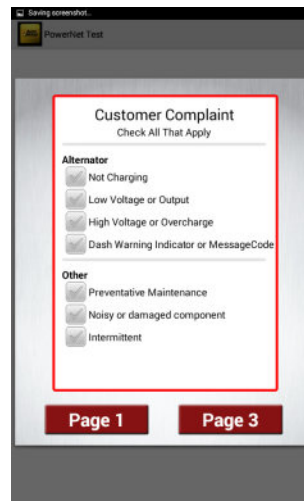 Saving screenshot...
PowerNet Test
Customer Complaint
Check All That Apply
Alternator
Not Charging
Low Voltage or Output
High Voltage or Overcharge
Dash Warning Indicator or MessageCode
Other
Preventative Maintenance
Noisy or damaged component
Intermittent
Page 1
Page 3